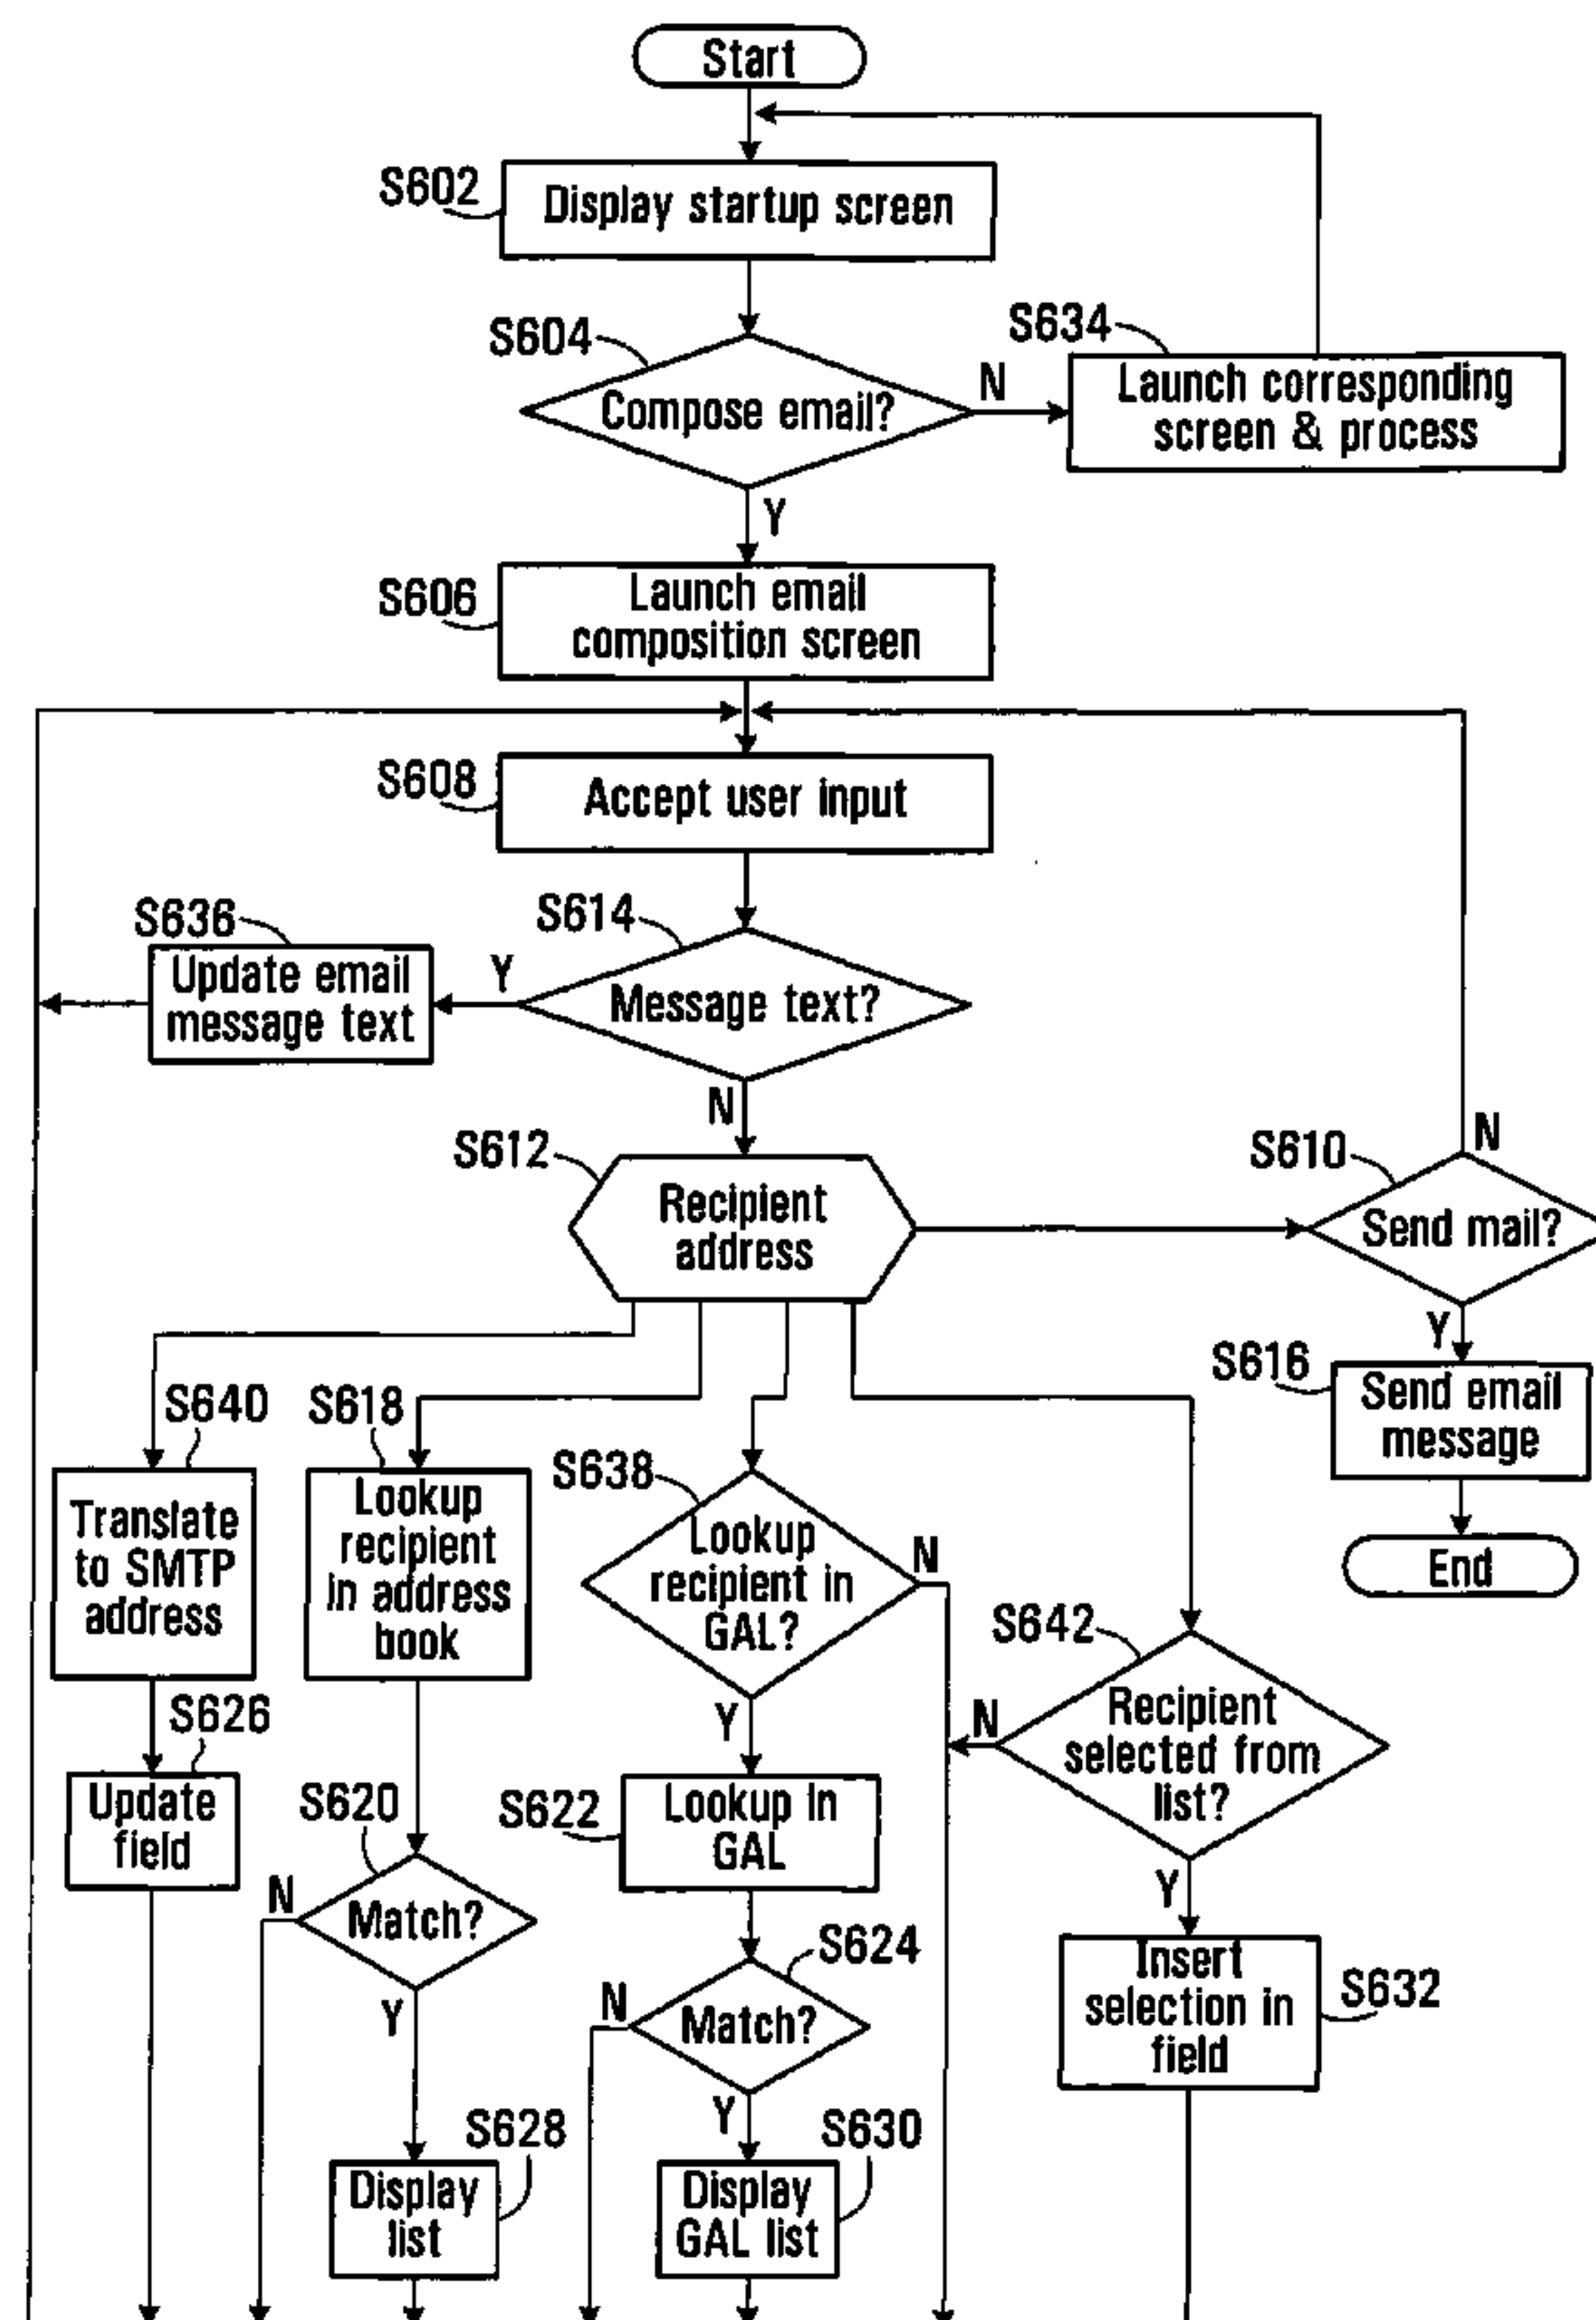 Start
S602
Display startup screen
S604
Compose email?
N
S634
Launch corresponding
screen & process
Y
S606
Launch email
composition screen
S608
Accept user input
S636
Update email
message text
Y
S614
Message text?
N
S612
Recipient
address
S610
N
Send mail?
Y
S616
Send email
message
End
S640
Translate
to SMTP
address
S626
Update
field
S618
Lookup
recipient
in address
book
S620
N
Match?
Y
S628
Display
list
S638
Lookup
recipient in
GAL?
N
Y
S622
Lookup in
GAL
S624
N
Match?
Y
S630
Display
GAL list
S642
N
Recipient
selected from
list?
Y
Insert
selection in
field
S632